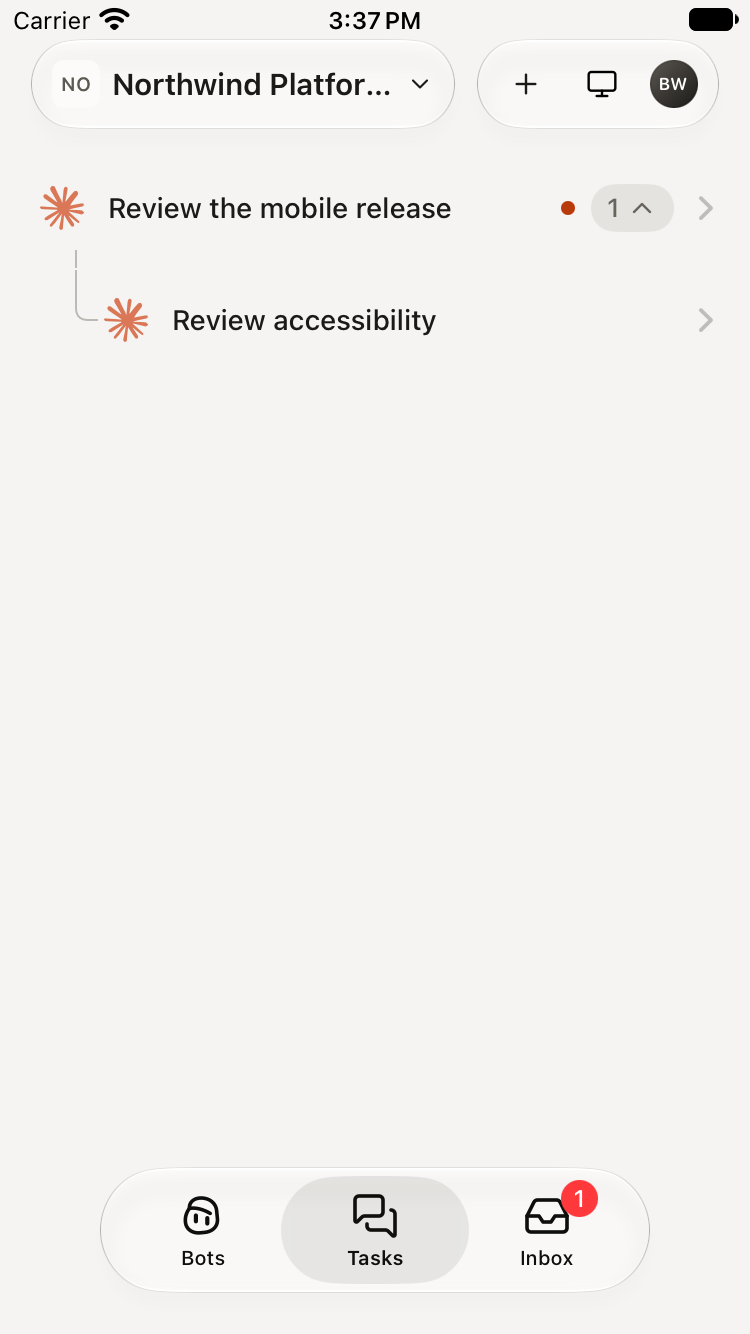 Carrier 3:37 PM
NO Northwind Platfor... BW
Review the mobile release 1
Review accessibility
1
Bots Tasks Inbox